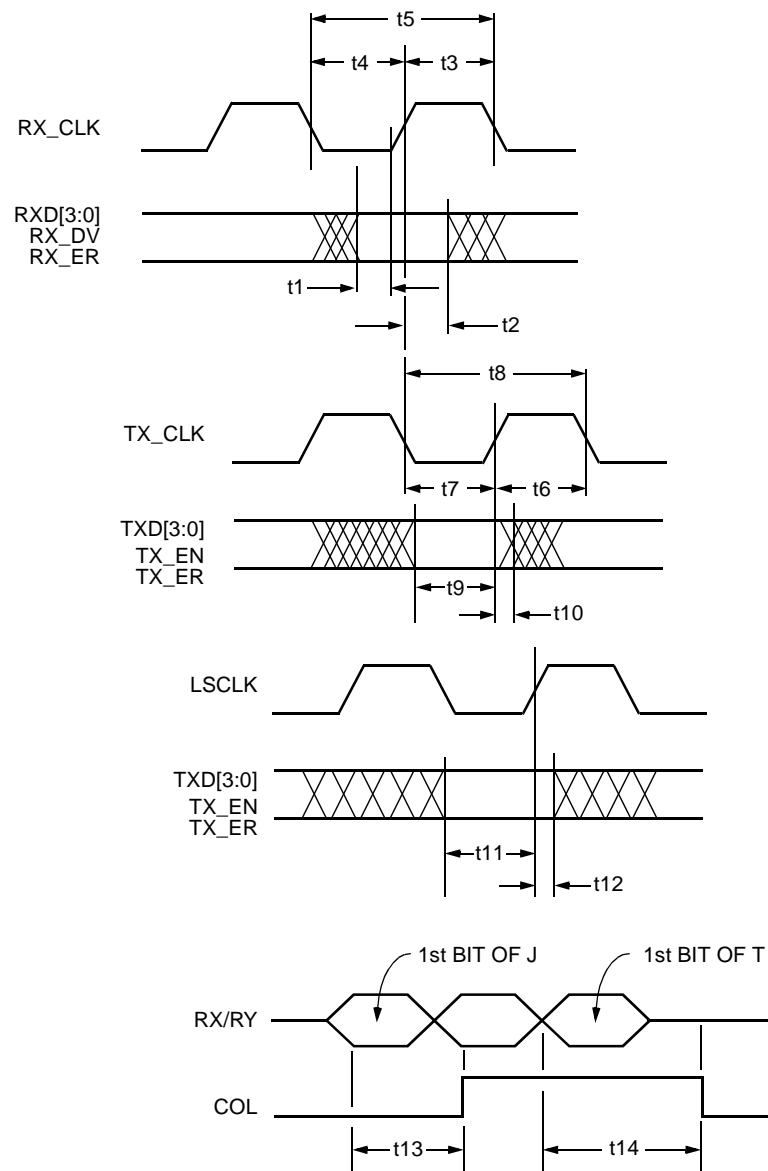 t5
t4
t3
RX_CLK
RXD[3:0]
RX_DV
RX_ER
t1
t2
t8
TX_CLK
t7
t6
TXD[3:0]
TX_EN
TX_ER
t9
t10
LSCLK
TXD[3:0]
TX_EN
TX_ER
t11
t12
1st BIT OF J
1st BIT OF T
RX/RY
COL
t13
t14